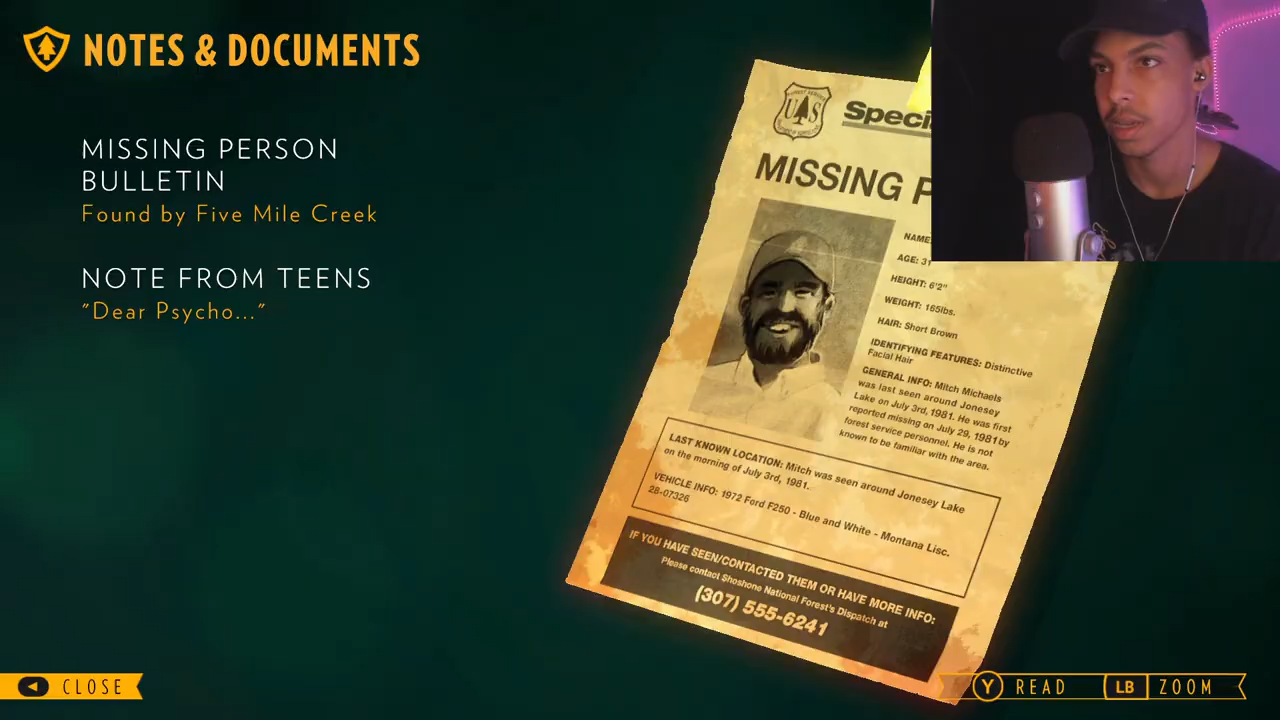 NOTES & DOCUMENTS
MISSING PERSON
BULLETIN
Found by Five Mile Creek
NOTE FROM TEENS
"Dear Psycho..."
U S
Speci
MISSING P
NAME:
AGE: 31
HEIGHT: 6'2"
WEIGHT: 165lbs.
HAIR: Short Brown
IDENTIFYING FEATURES: Distinctive
Facial Hair
GENERAL INFO: Mitch Michaels
was last seen around Jonesey
Lake on July 3rd, 1981. He was first
reported missing on July 29, 1981 by
forest service personnel. He is not
known to be familiar with the area.
LAST KNOWN LOCATION: Mitch was seen around Jonesey Lake
on the morning of July 3rd, 1981.
VEHICLE INFO: 1972 Ford F250 - Blue and White - Montana Lisc.
2B-07326
IF YOU HAVE SEEN/CONTACTED THEM OR HAVE MORE INFO:
Please contact Shoshone National Forest's Dispatch at
(307) 555-6241
CLOSE
Y READ LB ZOOM